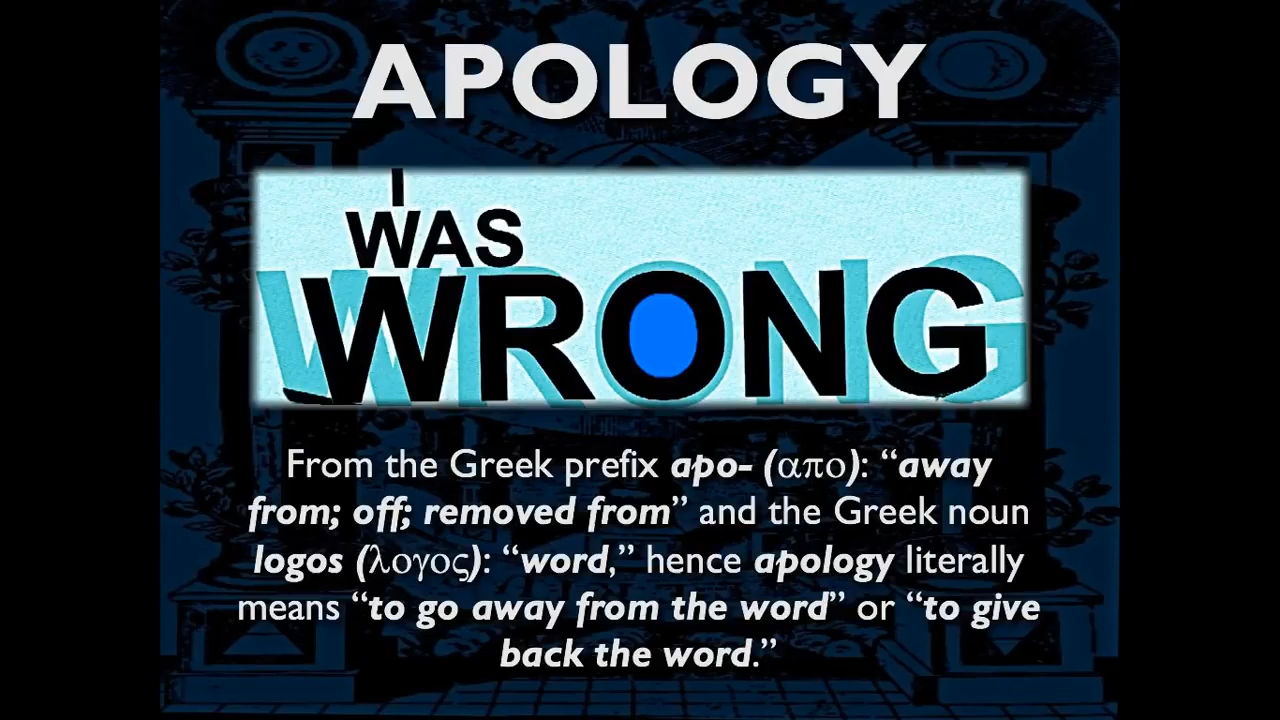 APOLOGY
I
WAS
WRONG
From the Greek prefix apo- (απο): “away
from; off; removed from” and the Greek noun
logos (λογος): “word,” hence apology literally
means “to go away from the word” or “to give
back the word.”